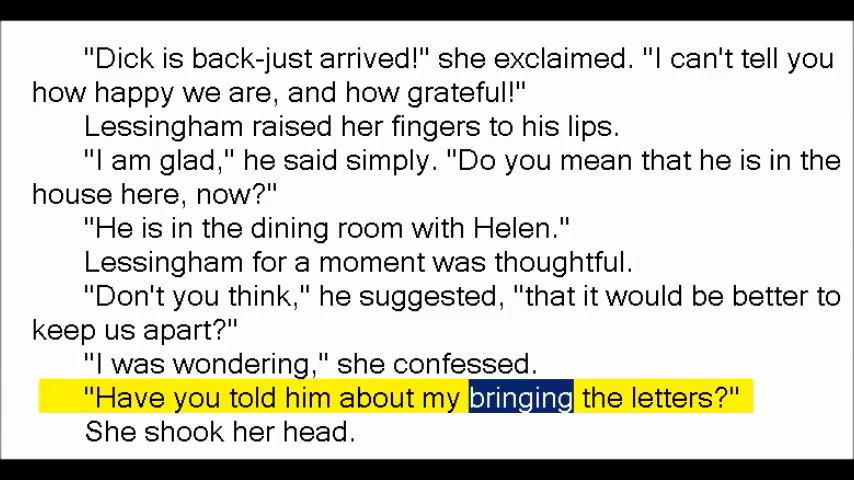 "Dick is back-just arrived!" she exclaimed. "I can't tell you
how happy we are, and how grateful!"
Lessingham raised her fingers to his lips.
"I am glad," he said simply. "Do you mean that he is in the
house here, now?"
"He is in the dining room with Helen."
Lessingham for a moment was thoughtful.
"Don't you think," he suggested, "that it would be better to
keep us apart?"
"I was wondering," she confessed.
"Have you told him about my bringing the letters?"
She shook her head.